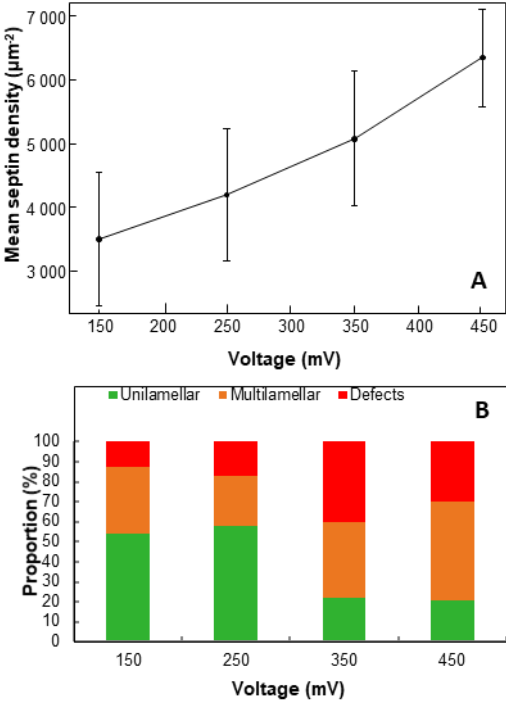 Mean septin density (µm-2)
7 000
6 000
5 000
4 000
3 000
A
150 200 250 300 350 400 450
Voltage (mV)
Unilamellar Multilamellar Defects
B
Proportion (%)
100
90
80
70
60
50
40
30
20
10
0
150 250 350 450
Voltage (mV)